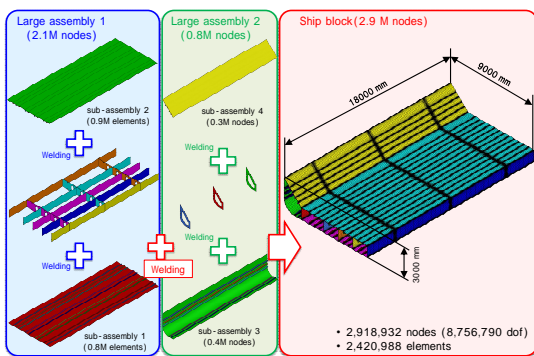 Large assembly 1
(2.1M nodes)
sub-assembly 2
(0.9M elements)
Welding
Welding
sub-assembly 1
(0.8M elements)
Welding
Large assembly 2
(0.8M nodes)
sub-assembly 4
(0.3M nodes)
Welding
Welding
sub-assembly 3
(0.4M nodes)
Ship block(2.9 M nodes)
18000 mm
9000 mm
3000 mm
• 2,918,932 nodes (8,756,790 dof)
• 2,420,988 elements